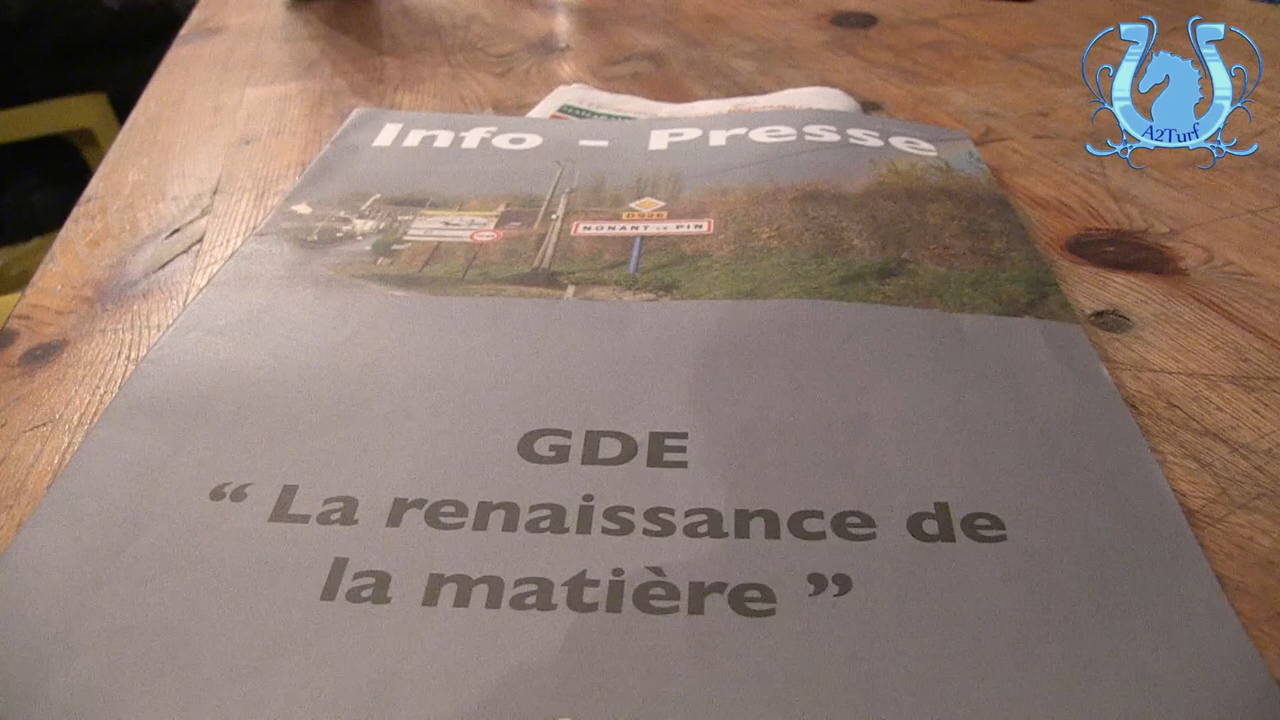 A2Turf
Info - Presse
D926
NONANT LE PIN
GDE
“ La renaissance de
la matière ”